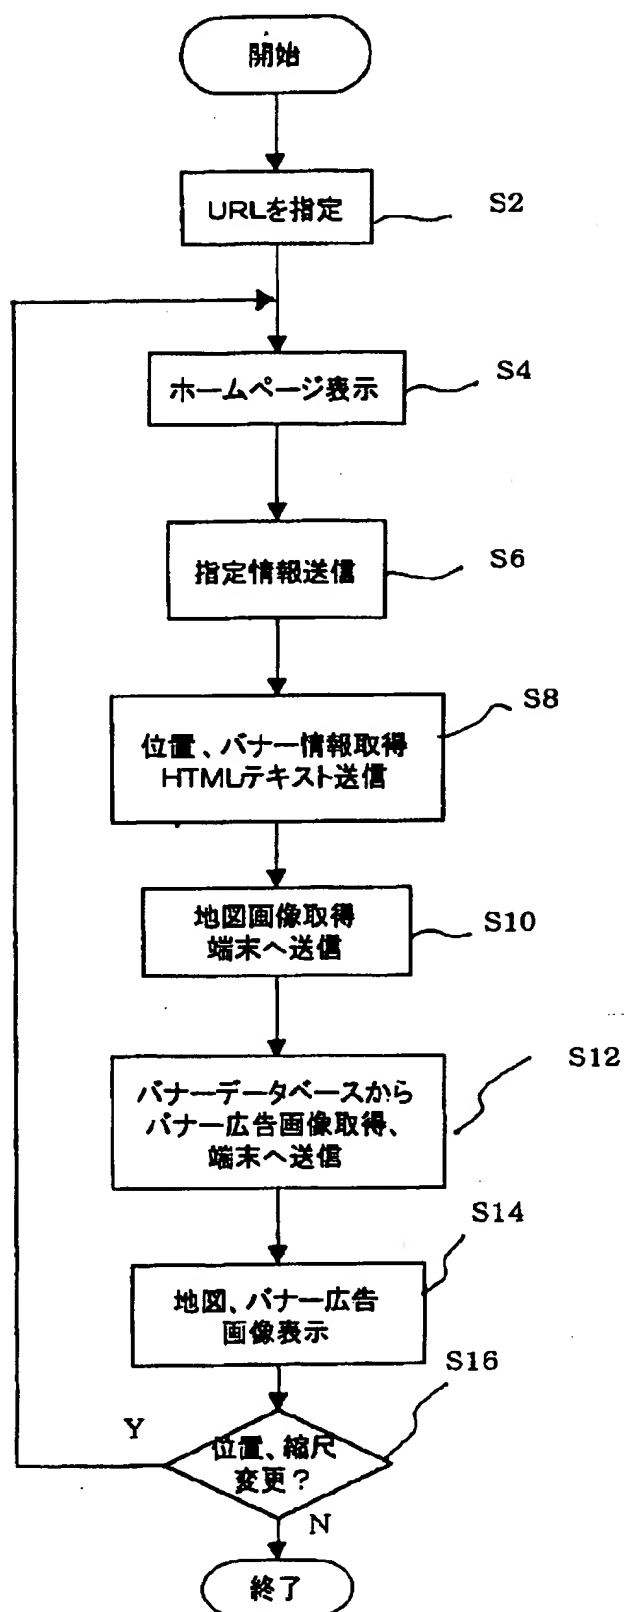 開始
URLを指定
S2
ホームページ表示
S4
指定情報送信
S6
位置、バナー情報取得
HTMLテキスト送信
S8
地図画像取得
端末へ送信
S10
バナーデータベースから
バナー広告画像取得、
端末へ送信
S12
地図、バナー広告
画像表示
S14
位置、縮尺
変更?
S16
Y
N
終了